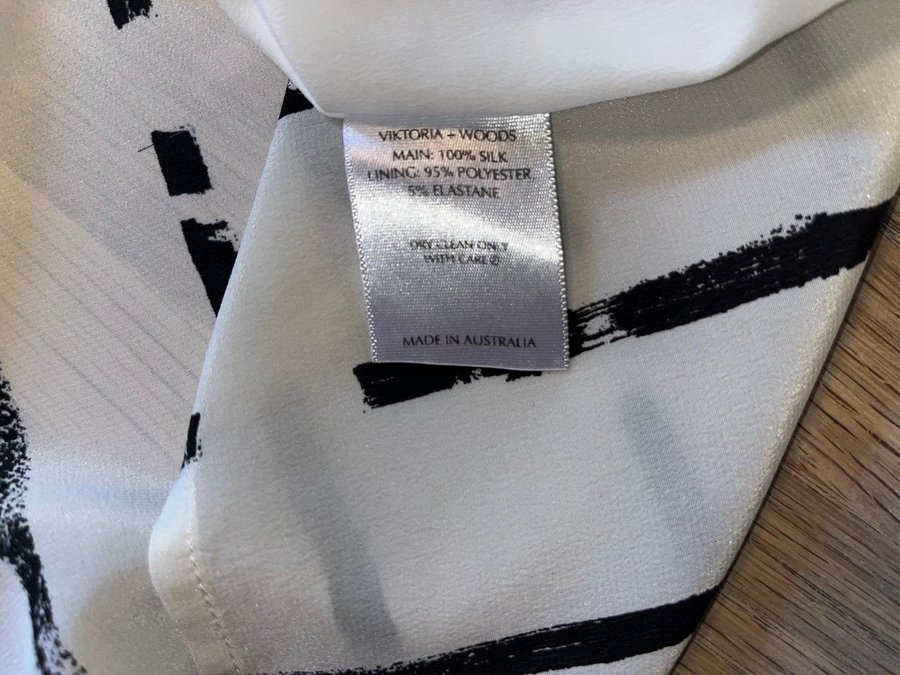 VIKTORIA + WOODS
MAIN: 100% SILK
LINING: 95% POLYESTER
5% ELASTANE
DRY CLEAN ONLY
WITH CARE Ⓟ
MADE IN AUSTRALIA